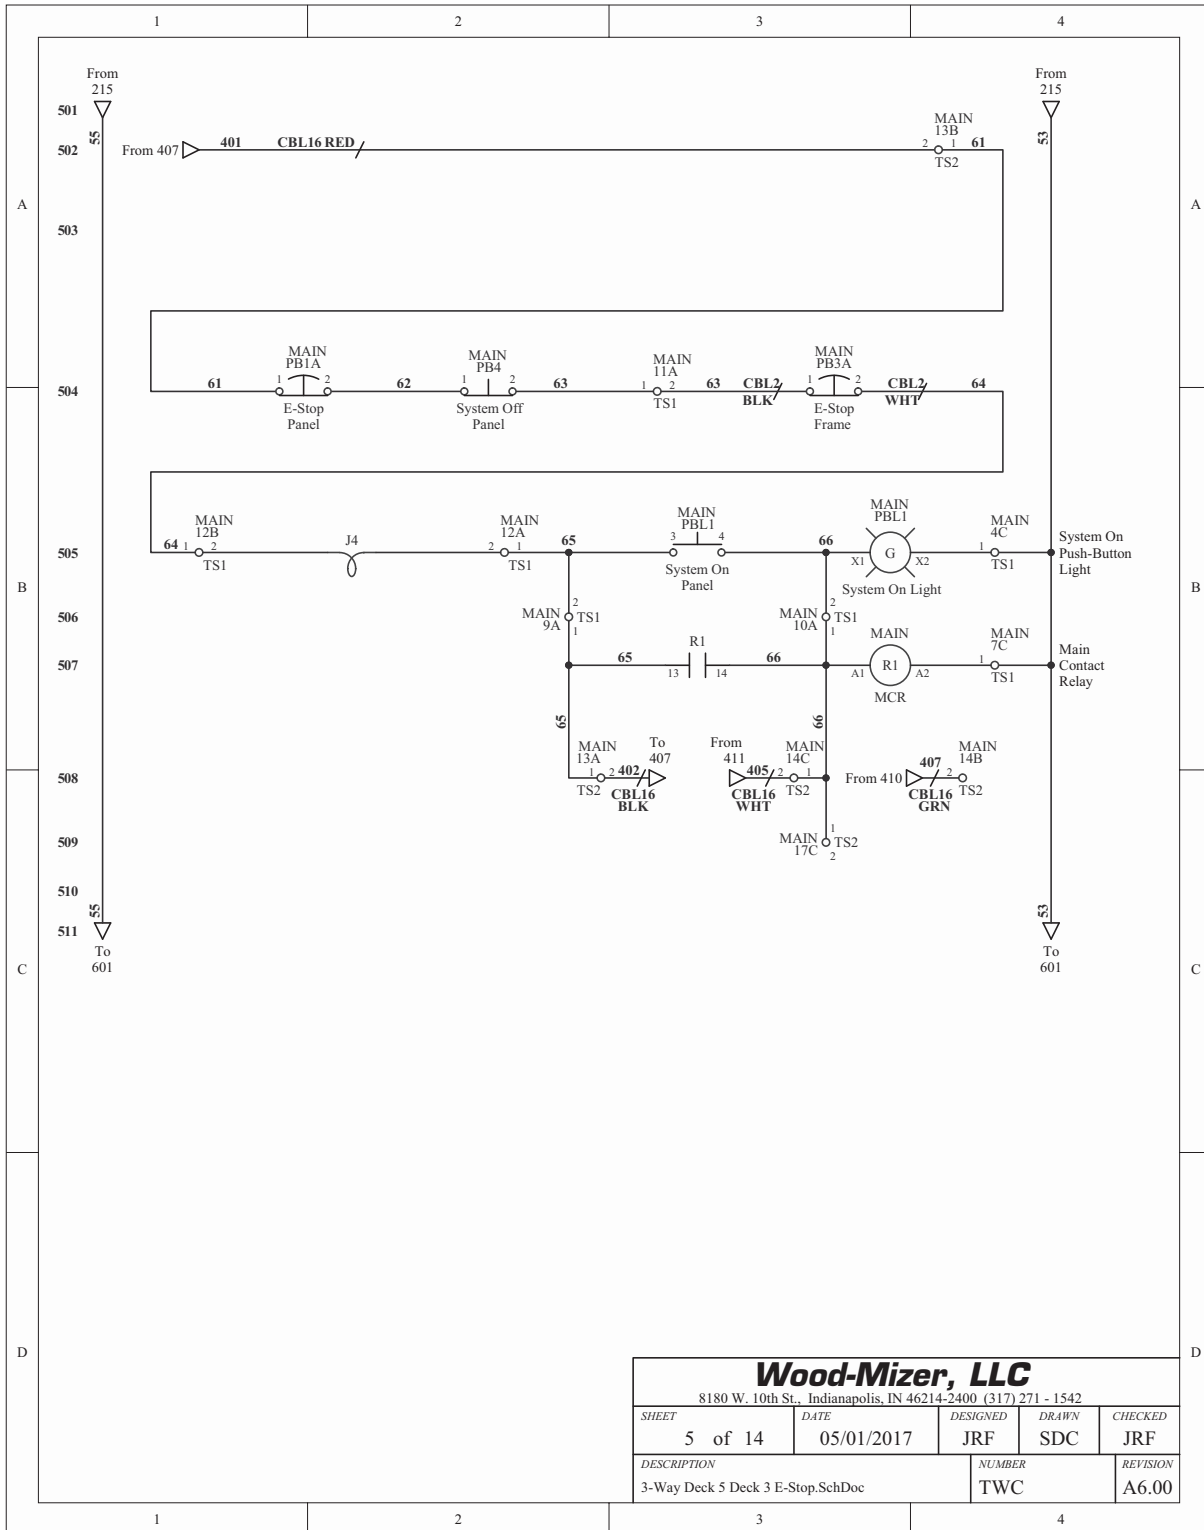 1 2 3 4
From
215
From
215
501
55
53
502
From 407
401
CBL16 RED
MAIN
13B
2 1 61
TS2
A
A
503
MAIN
PB1A
MAIN
PB4
MAIN
11A
MAIN
PB3A
504
61
1 2
62
1 2
63
1 2
63
CBL2
BLK
1 2
CBL2
WHT
64
E-Stop
Panel
System Off
Panel
TS1
E-Stop
Frame
MAIN
12B
J4
MAIN
12A
MAIN
PBL1
MAIN
PBL1
MAIN
4C
505
64 1 2
TS1
2 1
TS1
65
3 4
System On
Panel
66
X1 G X2
System On Light
1
TS1
System On
Push-Button
Light
B
B
506
MAIN
9A
2
TS1
1
MAIN
10A
2
TS1
1
507
65
R1
13 14
66
MAIN
A1 R1 A2
MCR
MAIN
7C
1
TS1
Main
Contact
Relay
65
66
508
MAIN
13A
1 2 402
TS2
CBL16
BLK
To
407
From
411
405
CBL16
WHT
MAIN
14C
2 1
TS2
From 410
407
CBL16
GRN
MAIN
14B
2
TS2
509
MAIN
17C
1
TS2
2
510
55
53
511
To
601
To
601
C
C
D
D
Wood-Mizer, LLC
8180 W. 10th St., Indianapolis, IN 46214-2400 (317) 271 - 1542
SHEET DATE DESIGNED DRAWN CHECKED
5 of 14 05/01/2017 JRF SDC JRF
DESCRIPTION NUMBER REVISION
3-Way Deck 5 Deck 3 E-Stop.SchDoc TWC A6.00
1 2 3 4